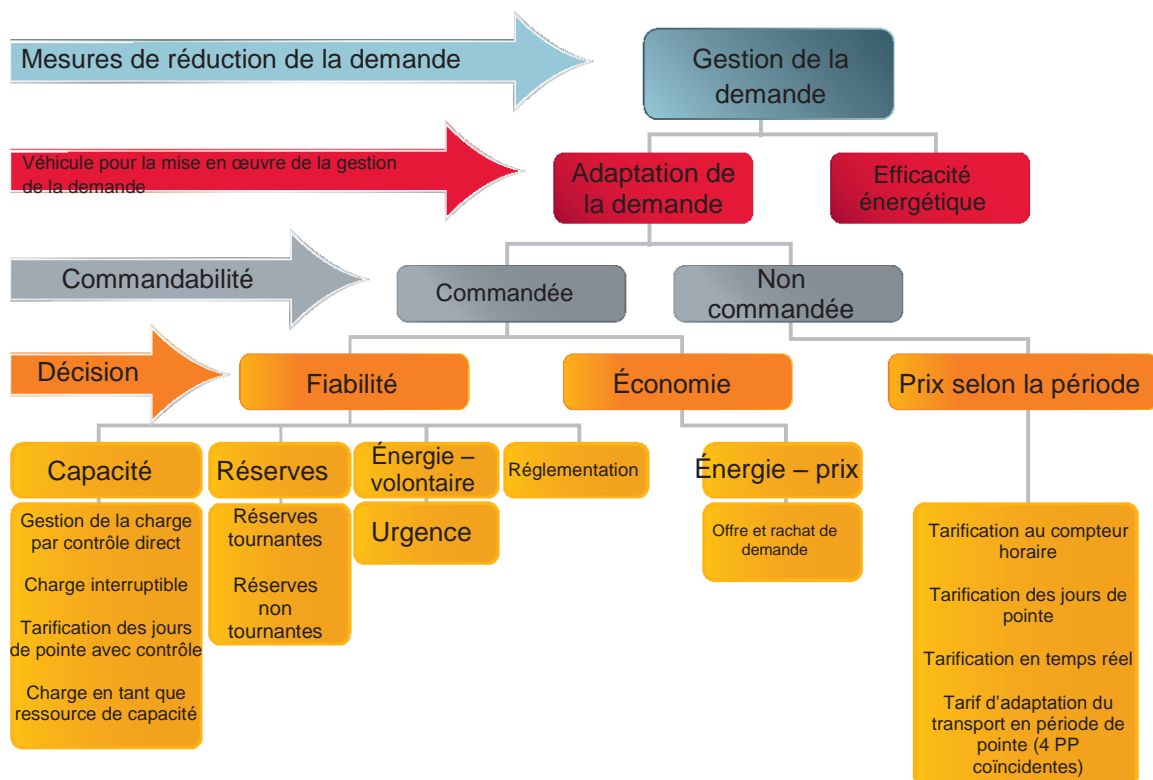 Mesures de réduction de la demande
Gestion de la
demande
Véhicule pour la mise en œuvre de la gestion
de la demande
Adaptation de
la demande
Efficacité
énergétique
Commandabilité
Commandée
Non
commandée
Décision
Fiabilité
Économie
Prix selon la période
Capacité
Réserves
Énergie –
volontaire
Réglementation
Énergie – prix
Gestion de la charge
par contrôle direct
Charge interruptible
Tarification des jours
de pointe avec contrôle
Charge en tant que
ressource de capacité
Réserves
tournantes
Réserves
non
tournantes
Urgence
Offre et rachat de
demande
Tarification au compteur
horaire
Tarification des jours de
pointe
Tarification en temps réel
Tarif d’adaptation du
transport en période de
pointe (4 PP
coïncidentes)